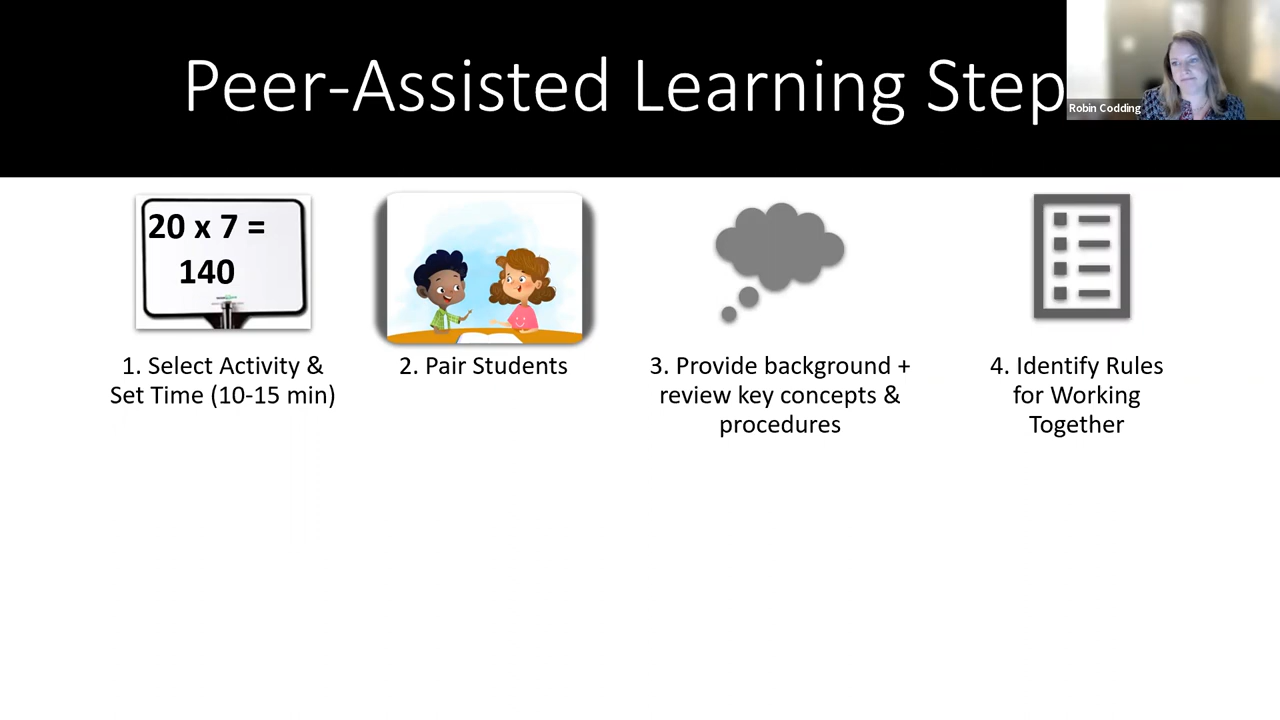 Peer-Assisted Learning Step
Robin Codding
20 x 7 =
140
1. Select Activity &
Set Time (10-15 min)
2. Pair Students
3. Provide background +
review key concepts &
procedures
4. Identify Rules
for Working
Together